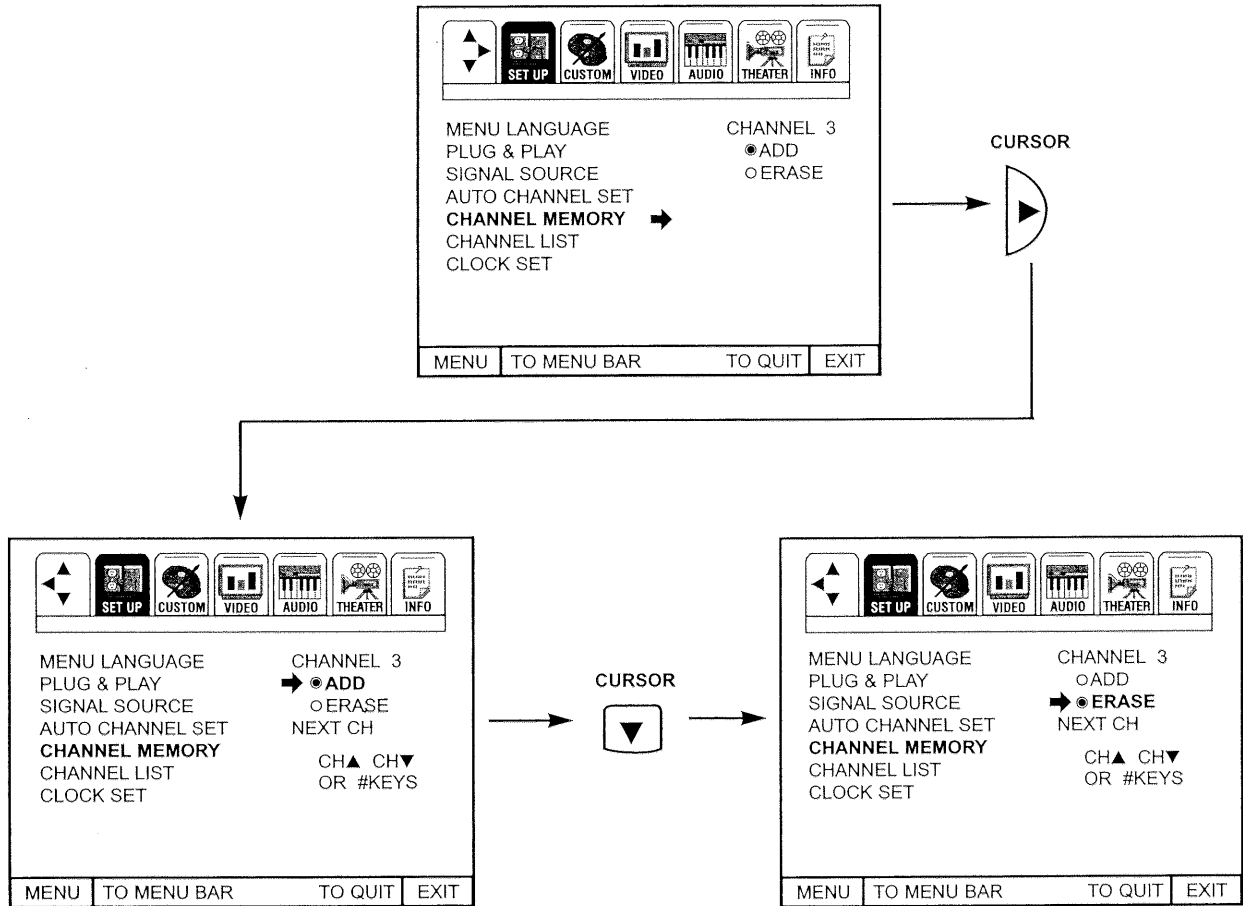 SET UP CUSTOM VIDEO AUDIO THEATER INFO
MENU LANGUAGE CHANNEL 3
PLUG & PLAY ◉ADD
SIGNAL SOURCE ○ERASE
AUTO CHANNEL SET
CHANNEL MEMORY
CHANNEL LIST
CLOCK SET
MENU TO MENU BAR TO QUIT EXIT
CURSOR
SET UP CUSTOM VIDEO AUDIO THEATER INFO
MENU LANGUAGE CHANNEL 3
PLUG & PLAY ◉ADD
SIGNAL SOURCE ○ERASE
AUTO CHANNEL SET NEXT CH
CHANNEL MEMORY
CH▲ CH▼
CHANNEL LIST
OR #KEYS
CLOCK SET
MENU TO MENU BAR TO QUIT EXIT
CURSOR
SET UP CUSTOM VIDEO AUDIO THEATER INFO
MENU LANGUAGE CHANNEL 3
PLUG & PLAY ○ADD
SIGNAL SOURCE ◉ERASE
AUTO CHANNEL SET NEXT CH
CHANNEL MEMORY
CH▲ CH▼
CHANNEL LIST
OR #KEYS
CLOCK SET
MENU TO MENU BAR TO QUIT EXIT